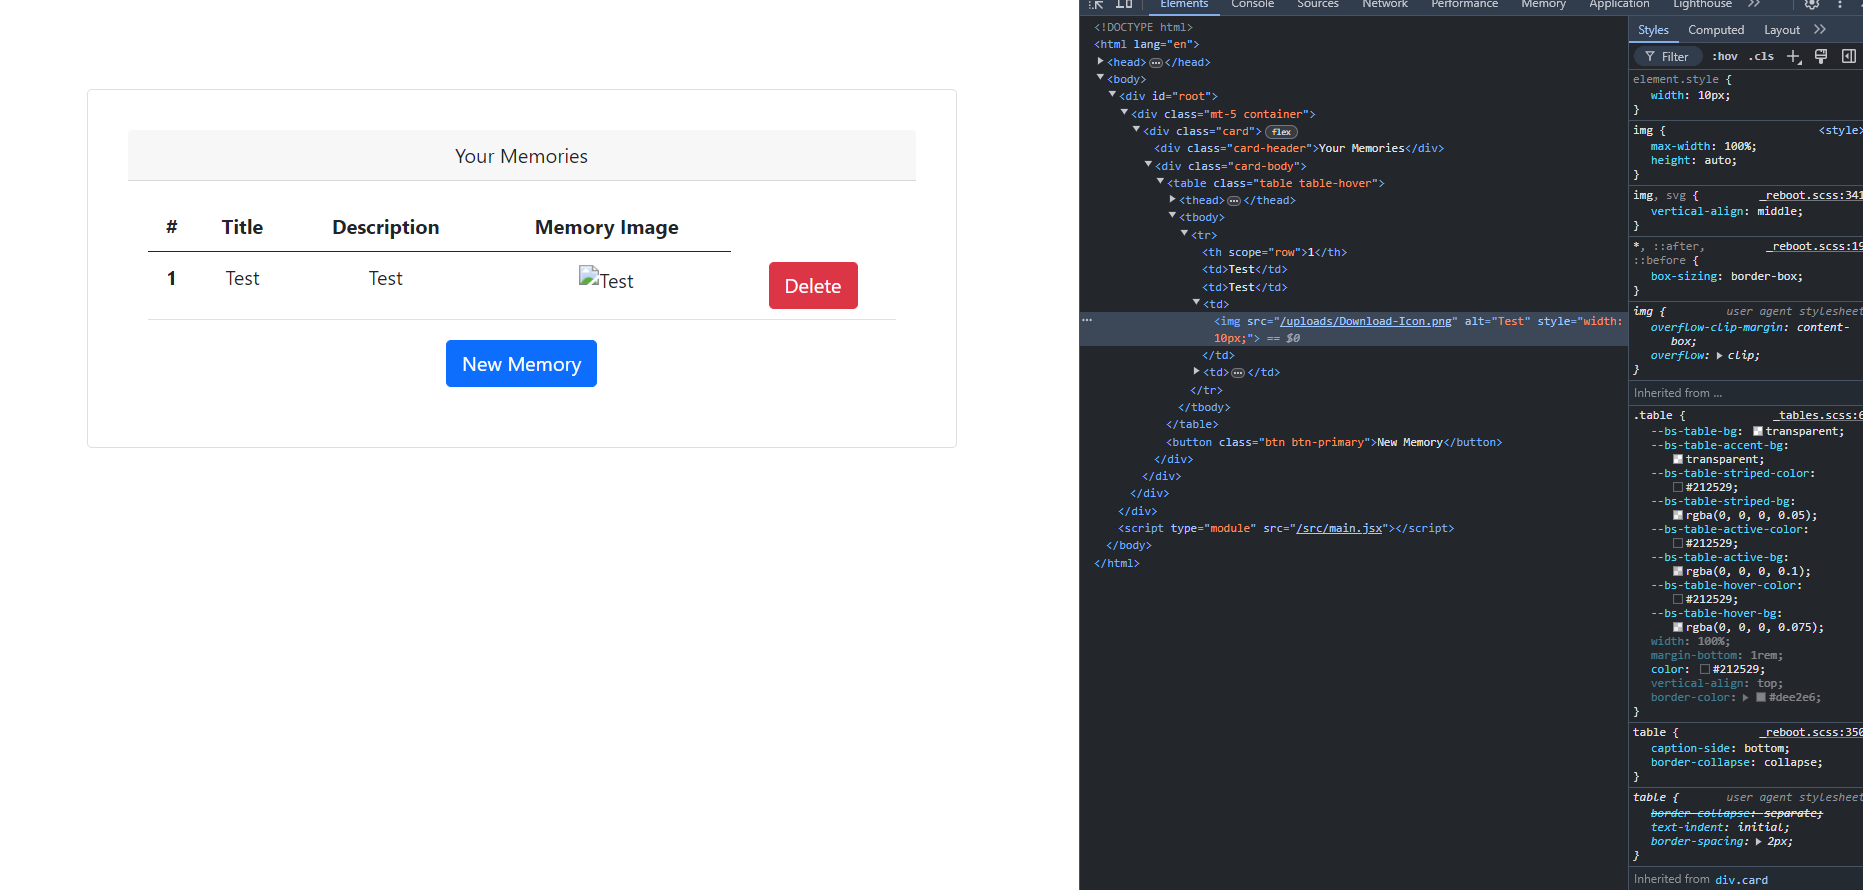 Your Memories
# Title Description Memory Image
1 Test Test Test Delete
New Memory
Elements Console Sources Network Performance Memory Application Lighthouse
<!DOCTYPE html>
<html lang="en">
<head>…</head>
<body>
<div id="root">
<div class="mt-5 container">
<div class="card"> flex
<div class="card-header">Your Memories</div>
<div class="card-body">
<table class="table table-hover">
<thead>…</thead>
<tbody>
<tr>
<th scope="row">1</th>
<td>Test</td>
<td>Test</td>
<td>
<img src="/uploads/Download-Icon.png" alt="Test" style="width:
10px;"> == $0
</td>
<td>…</td>
</tr>
</tbody>
</table>
<button class="btn btn-primary">New Memory</button>
</div>
</div>
</div>
</div>
<script type="module" src="/src/main.jsx"></script>
</body>
</html>
Styles Computed Layout
Filter :hov .cls
element.style {
width: 10px;
}
img { <style>
max-width: 100%;
height: auto;
}
img, svg { _reboot.scss:341
vertical-align: middle;
}
*, ::after, _reboot.scss:19
::before {
box-sizing: border-box;
}
img { user agent stylesheet
overflow-clip-margin: content-
box;
overflow: clip;
}
Inherited from ...
.table { _tables.scss:6
--bs-table-bg: transparent;
--bs-table-accent-bg:
transparent;
--bs-table-striped-color:
#212529;
--bs-table-striped-bg:
rgba(0, 0, 0, 0.05);
--bs-table-active-color:
#212529;
--bs-table-active-bg:
rgba(0, 0, 0, 0.1);
--bs-table-hover-color:
#212529;
--bs-table-hover-bg:
rgba(0, 0, 0, 0.075);
width: 100%;
margin-bottom: 1rem;
color: #212529;
vertical-align: top;
border-color: #dee2e6;
}
table { _reboot.scss:350
caption-side: bottom;
border-collapse: collapse;
}
table { user agent stylesheet
border-collapse: separate;
text-indent: initial;
border-spacing: 2px;
}
Inherited from div.card